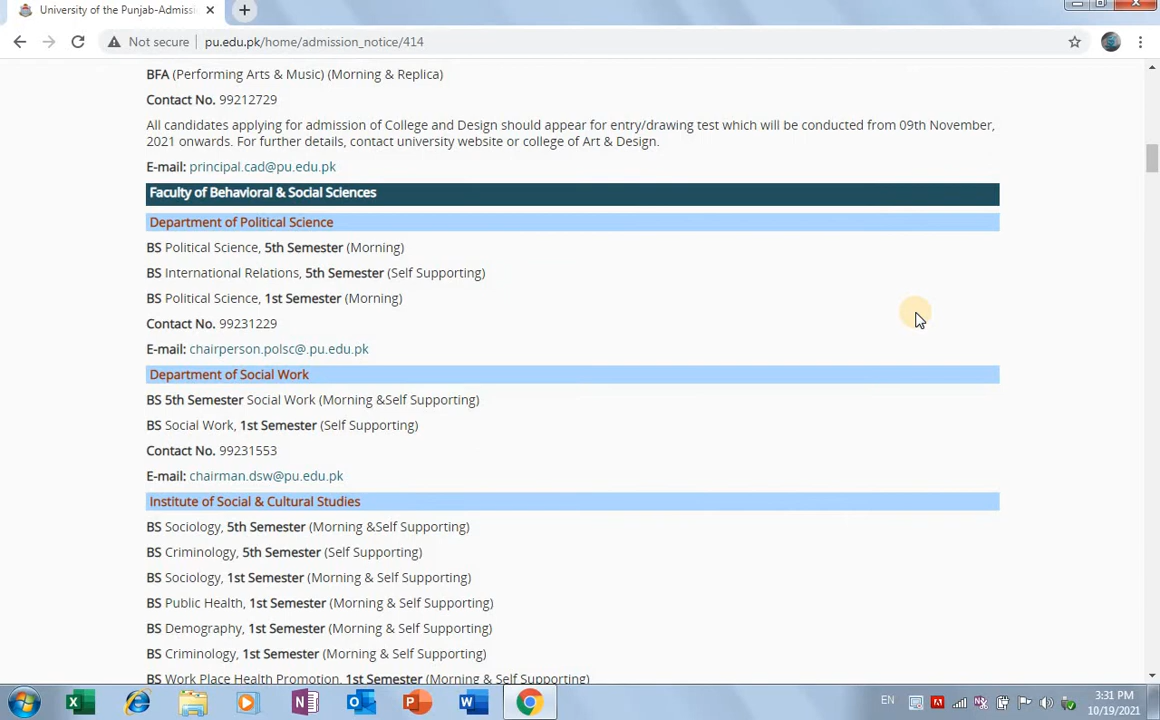 University of the Punjab-Admissi
Not secure
pu.edu.pk/home/admission_notice/414
BFA (Performing Arts & Music) (Morning & Replica)
Contact No. 99212729
All candidates applying for admission of College and Design should appear for entry/drawing test which will be conducted from 09th November,
2021 onwards. For further details, contact university website or college of Art & Design.
E-mail: principal.cad@pu.edu.pk
Faculty of Behavioral & Social Sciences
Department of Political Science
BS Political Science, 5th Semester (Morning)
BS International Relations, 5th Semester (Self Supporting)
BS Political Science, 1st Semester (Morning)
Contact No. 99231229
E-mail: chairperson.polsc@.pu.edu.pk
Department of Social Work
BS 5th Semester Social Work (Morning &Self Supporting)
BS Social Work, 1st Semester (Self Supporting)
Contact No. 99231553
E-mail: chairman.dsw@pu.edu.pk
Institute of Social & Cultural Studies
BS Sociology, 5th Semester (Morning &Self Supporting)
BS Criminology, 5th Semester (Self Supporting)
BS Sociology, 1st Semester (Morning & Self Supporting)
BS Public Health, 1st Semester (Morning & Self Supporting)
BS Demography, 1st Semester (Morning & Self Supporting)
BS Criminology, 1st Semester (Morning & Self Supporting)
BS Work Place Health Promotion, 1st Semester (Morning & Self Supporting)
EN
3:31 PM
10/19/2021